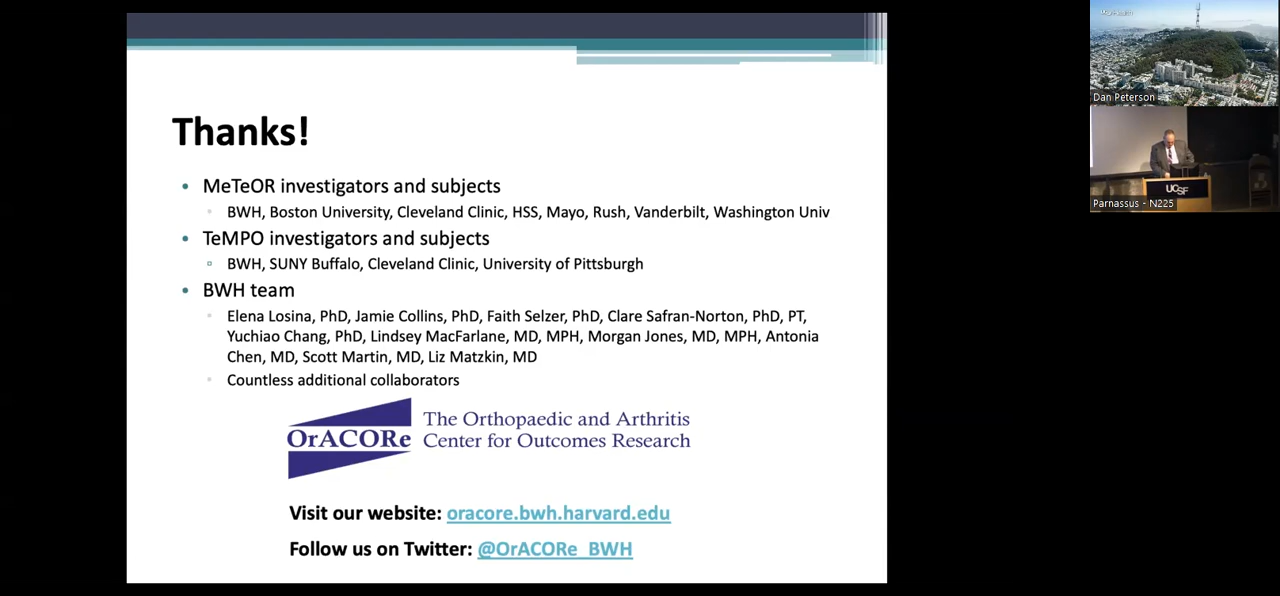 Thanks!
• MeTeOR investigators and subjects
BWH, Boston University, Cleveland Clinic, HSS, Mayo, Rush, Vanderbilt, Washington Univ
• TeMPO investigators and subjects
BWH, SUNY Buffalo, Cleveland Clinic, University of Pittsburgh
• BWH team
Elena Losina, PhD, Jamie Collins, PhD, Faith Selzer, PhD, Clare Safran-Norton, PhD, PT,
Yuchiao Chang, PhD, Lindsey MacFarlane, MD, MPH, Morgan Jones, MD, MPH, Antonia
Chen, MD, Scott Martin, MD, Liz Matzkin, MD
Countless additional collaborators
OrACORe
The Orthopaedic and Arthritis
Center for Outcomes Research
Visit our website: oracore.bwh.harvard.edu
Follow us on Twitter: @OrACORe_BWH
Dan Peterson
UCSF
Parnassus - N225